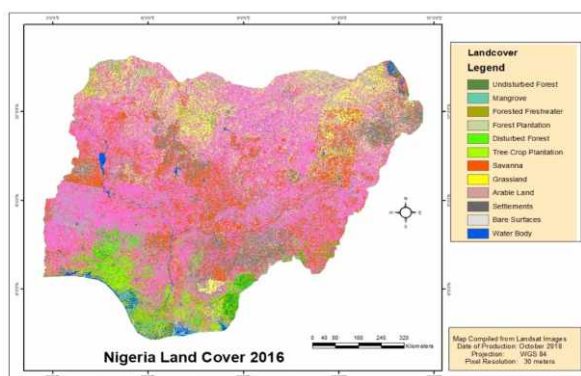 Landcover
Legend
Undisturbed Forest
Mangrove
Forested Freshwater
Forest Plantation
Disturbed Forest
Tree Crop Plantation
Savanna
Grassland
Arable Land
Settlements
Bare Surfaces
Water Body
Kilometers
Nigeria Land Cover 2016
Map Compiled from Landsat Images
Date of Production: October 2018
Projection: WGS 84
Pixel Resolution: 30 meters